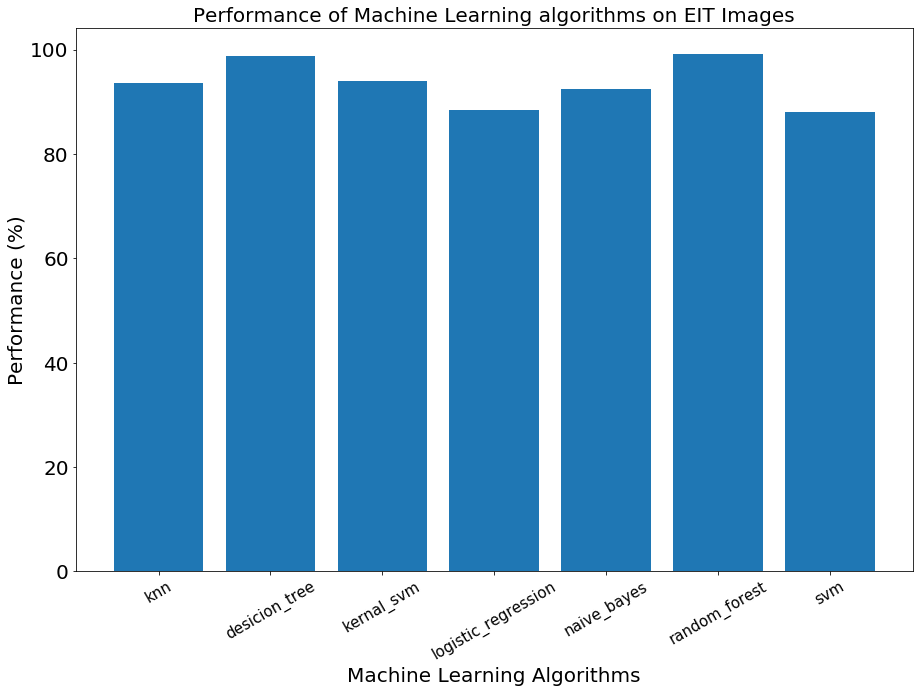 Performance of Machine Learning algorithms on EIT Images
Performance (%)
100
80
60
40
20
0
knn
desicion_tree
kernal_svm
logistic_regression
naive_bayes
random_forest
svm
Machine Learning Algorithms